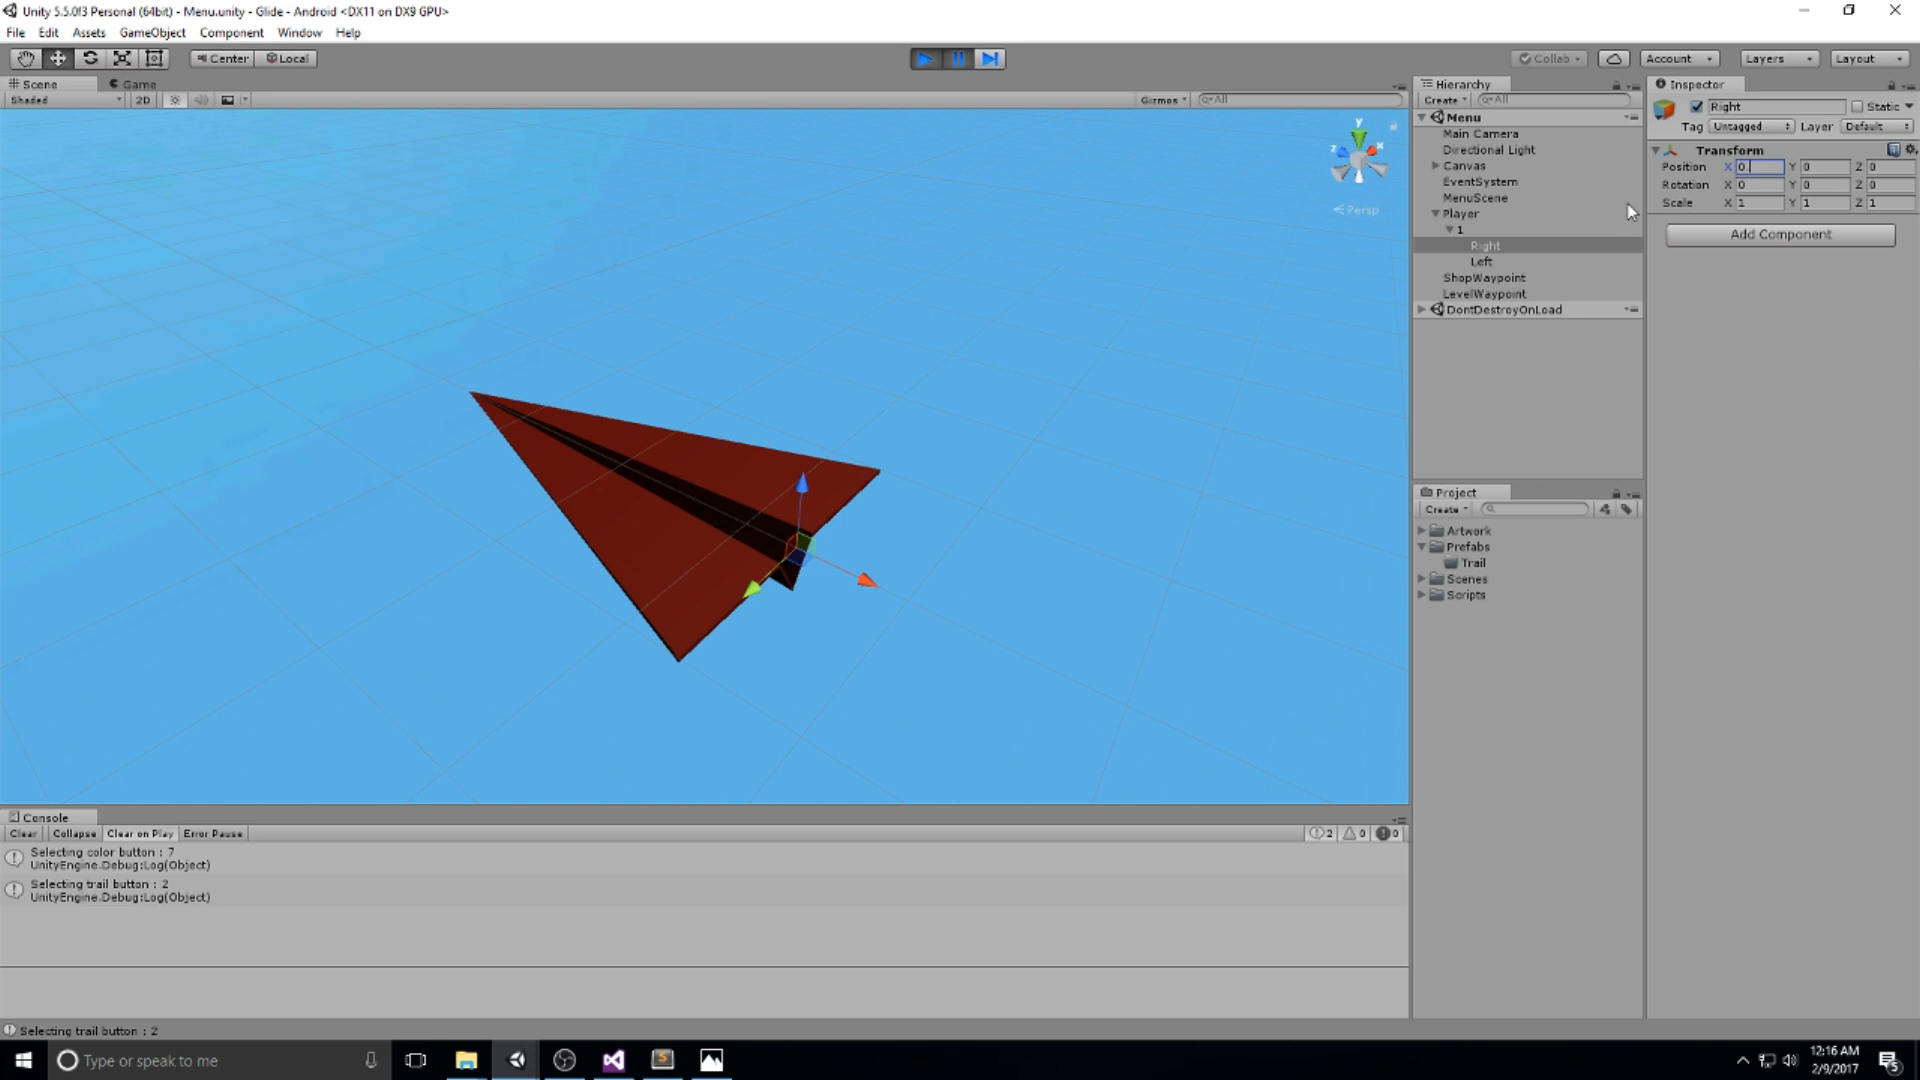 Unity 5.5.0f3 Personal (64bit) - Menu.unity - Glide - Android <DX11 on DX9 GPU>
File Edit Assets GameObject Component Window Help
Center Local Collab Account Layers Layout
Scene Game
Shaded 2D Gizmos All
y
x
z
Persp
Hierarchy
Create All
Menu
Main Camera
Directional Light
Canvas
EventSystem
MenuScene
Player
1
Right
Left
ShopWaypoint
LevelWaypoint
DontDestroyOnLoad
Inspector
Right Static
Tag Untagged Layer Default
Transform
Position X 0. Y 0 Z 0
Rotation X 0 Y 0 Z 0
Scale X 1 Y 1 Z 1
Add Component
Project
Create
Artwork
Prefabs
Trail
Scenes
Scripts
Console
Clear Collapse Clear on Play Error Pause 2 0 0
Selecting color button : 7
UnityEngine.Debug:Log(Object)
Selecting trail button : 2
UnityEngine.Debug:Log(Object)
Selecting trail button : 2
Type or speak to me
12:16 AM
2/9/2017
5